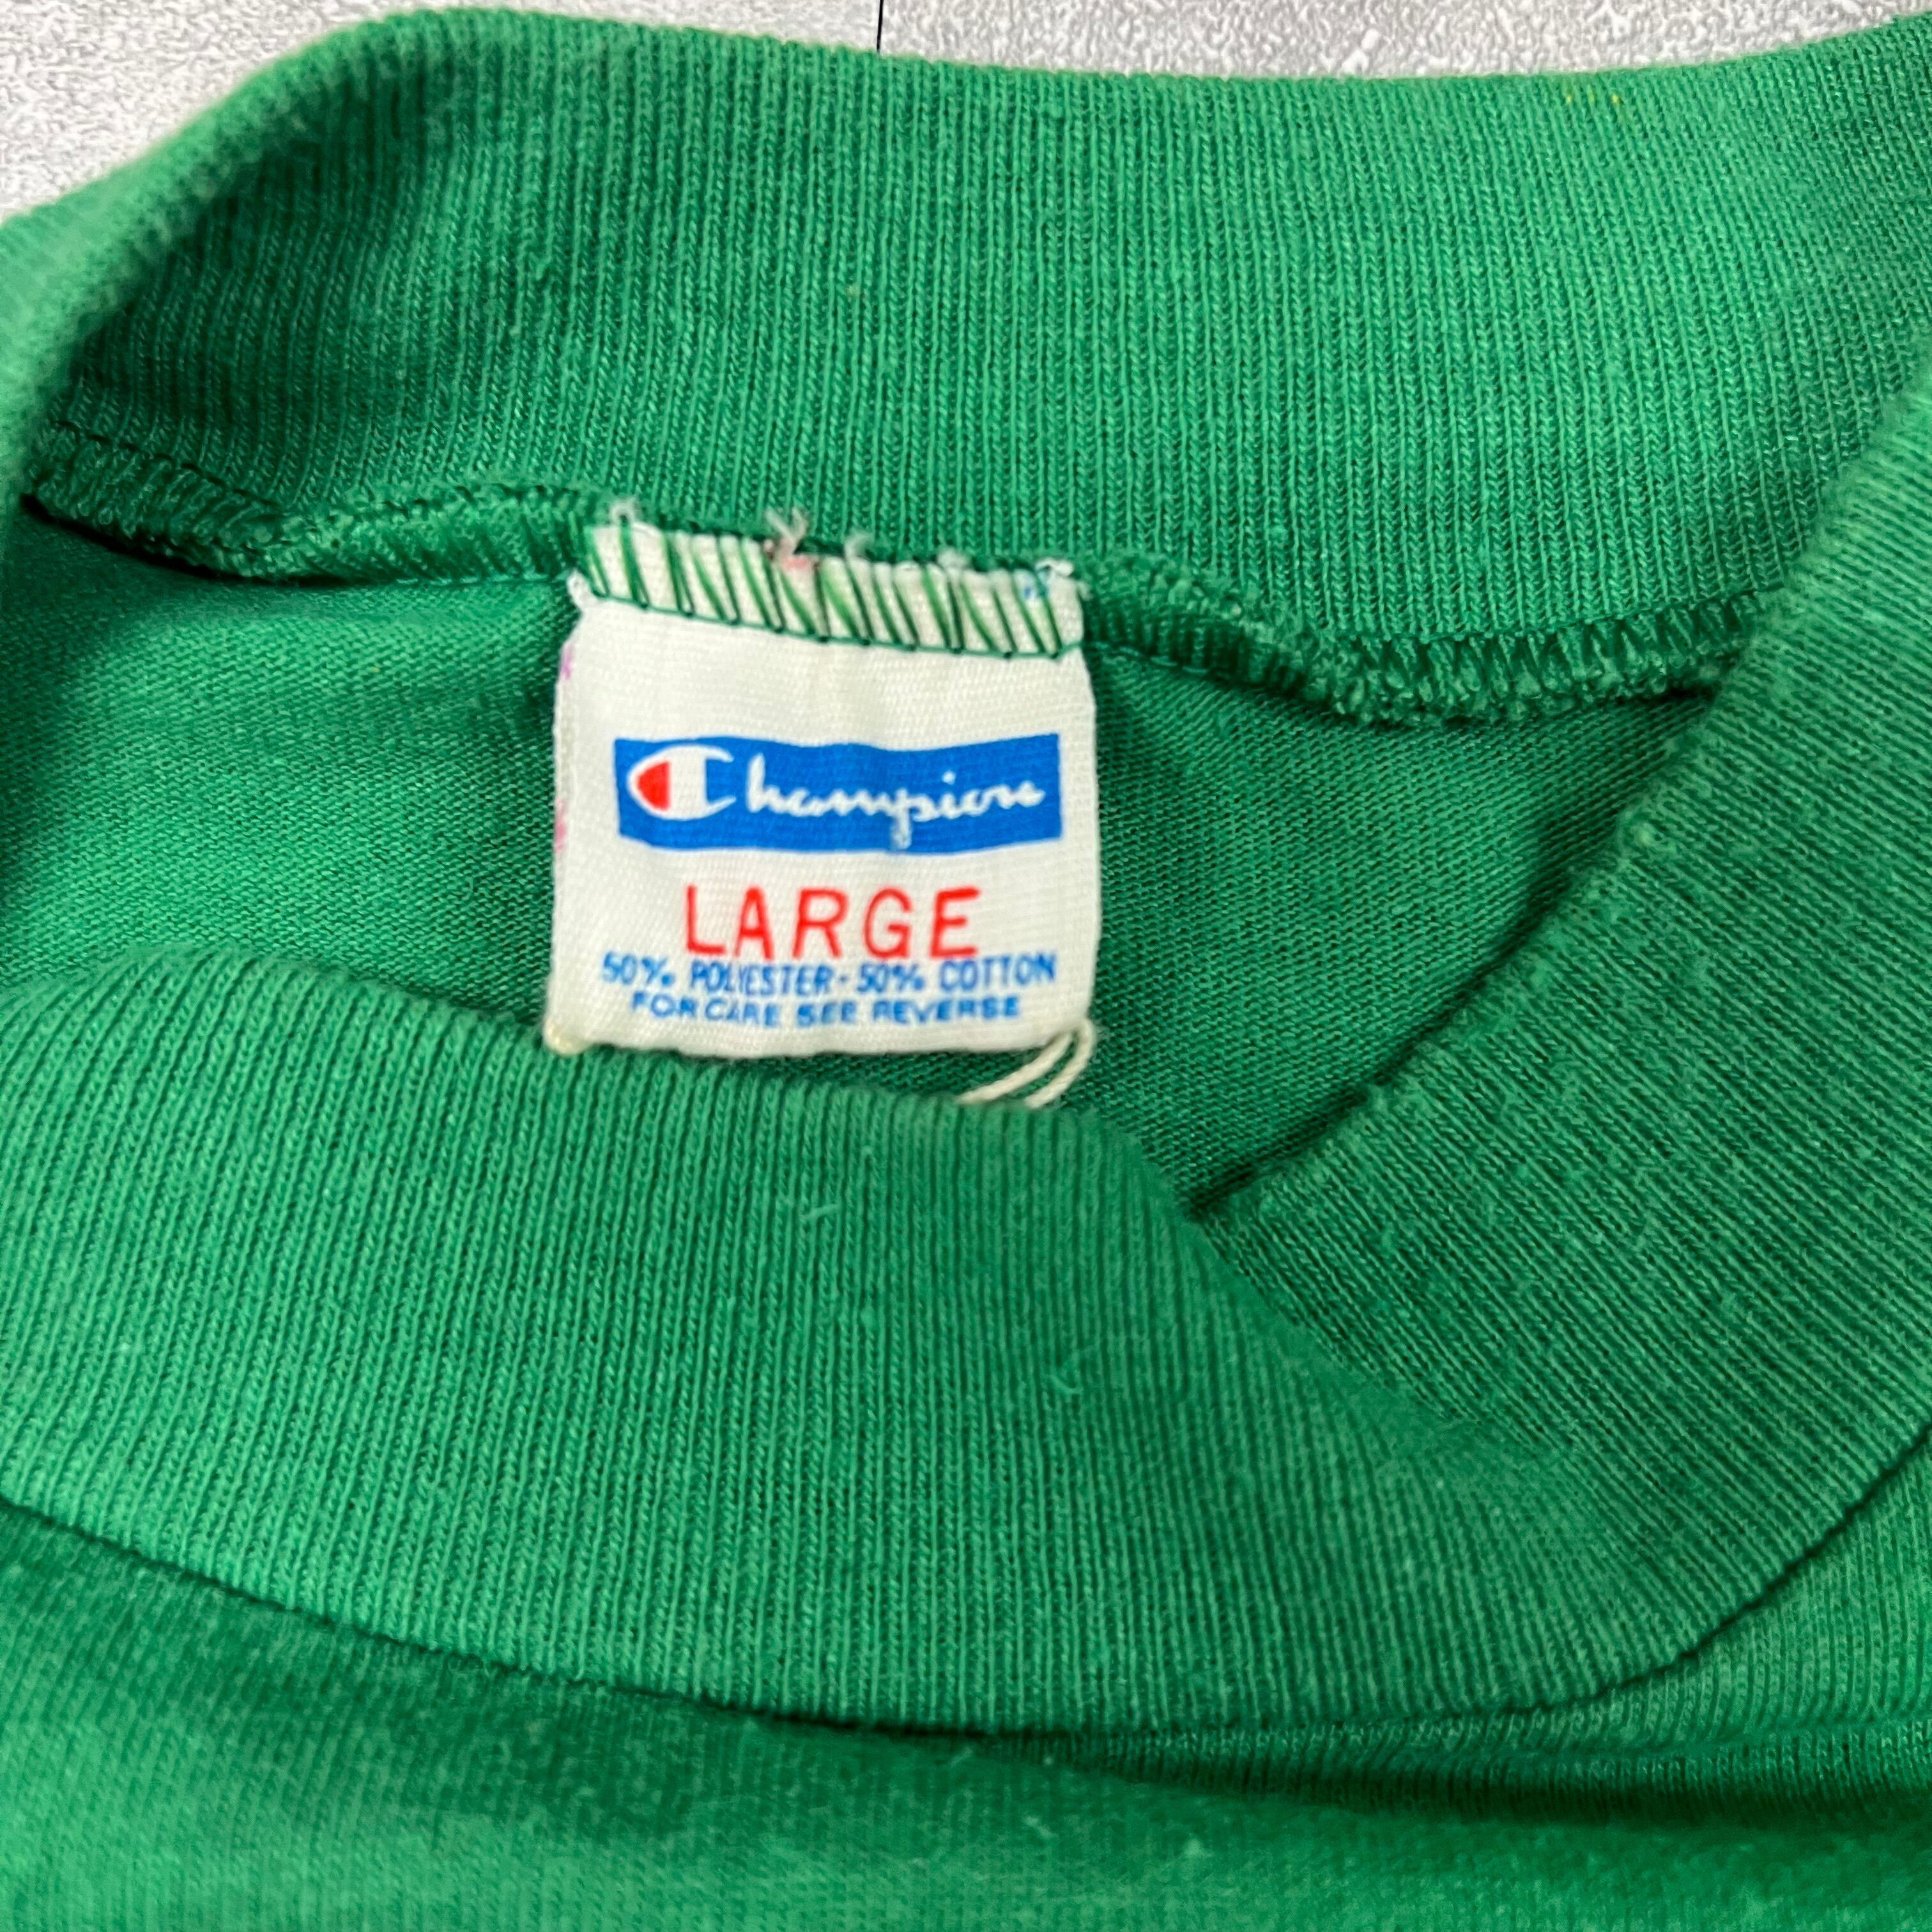 Champion
LARGE
50% POLYESTER - 50% COTTON
FOR CARE SEE REVERSE